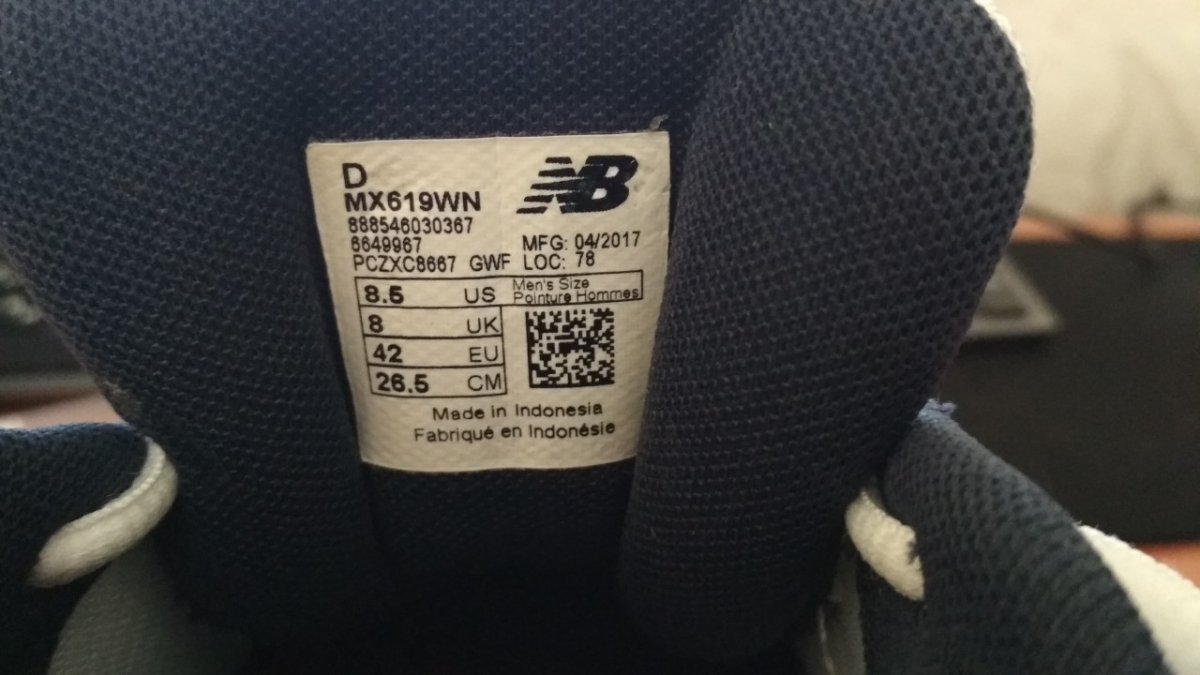 D
MX619WN
NB
888546030367
6649967
MFG: 04/2017
PCZXC8667 GWF LOC: 78
8.5 US Men's Size
Pointure Hommes
8 UK
42 EU
26.5 CM
Made in Indonesia
Fabriqué en Indonésie